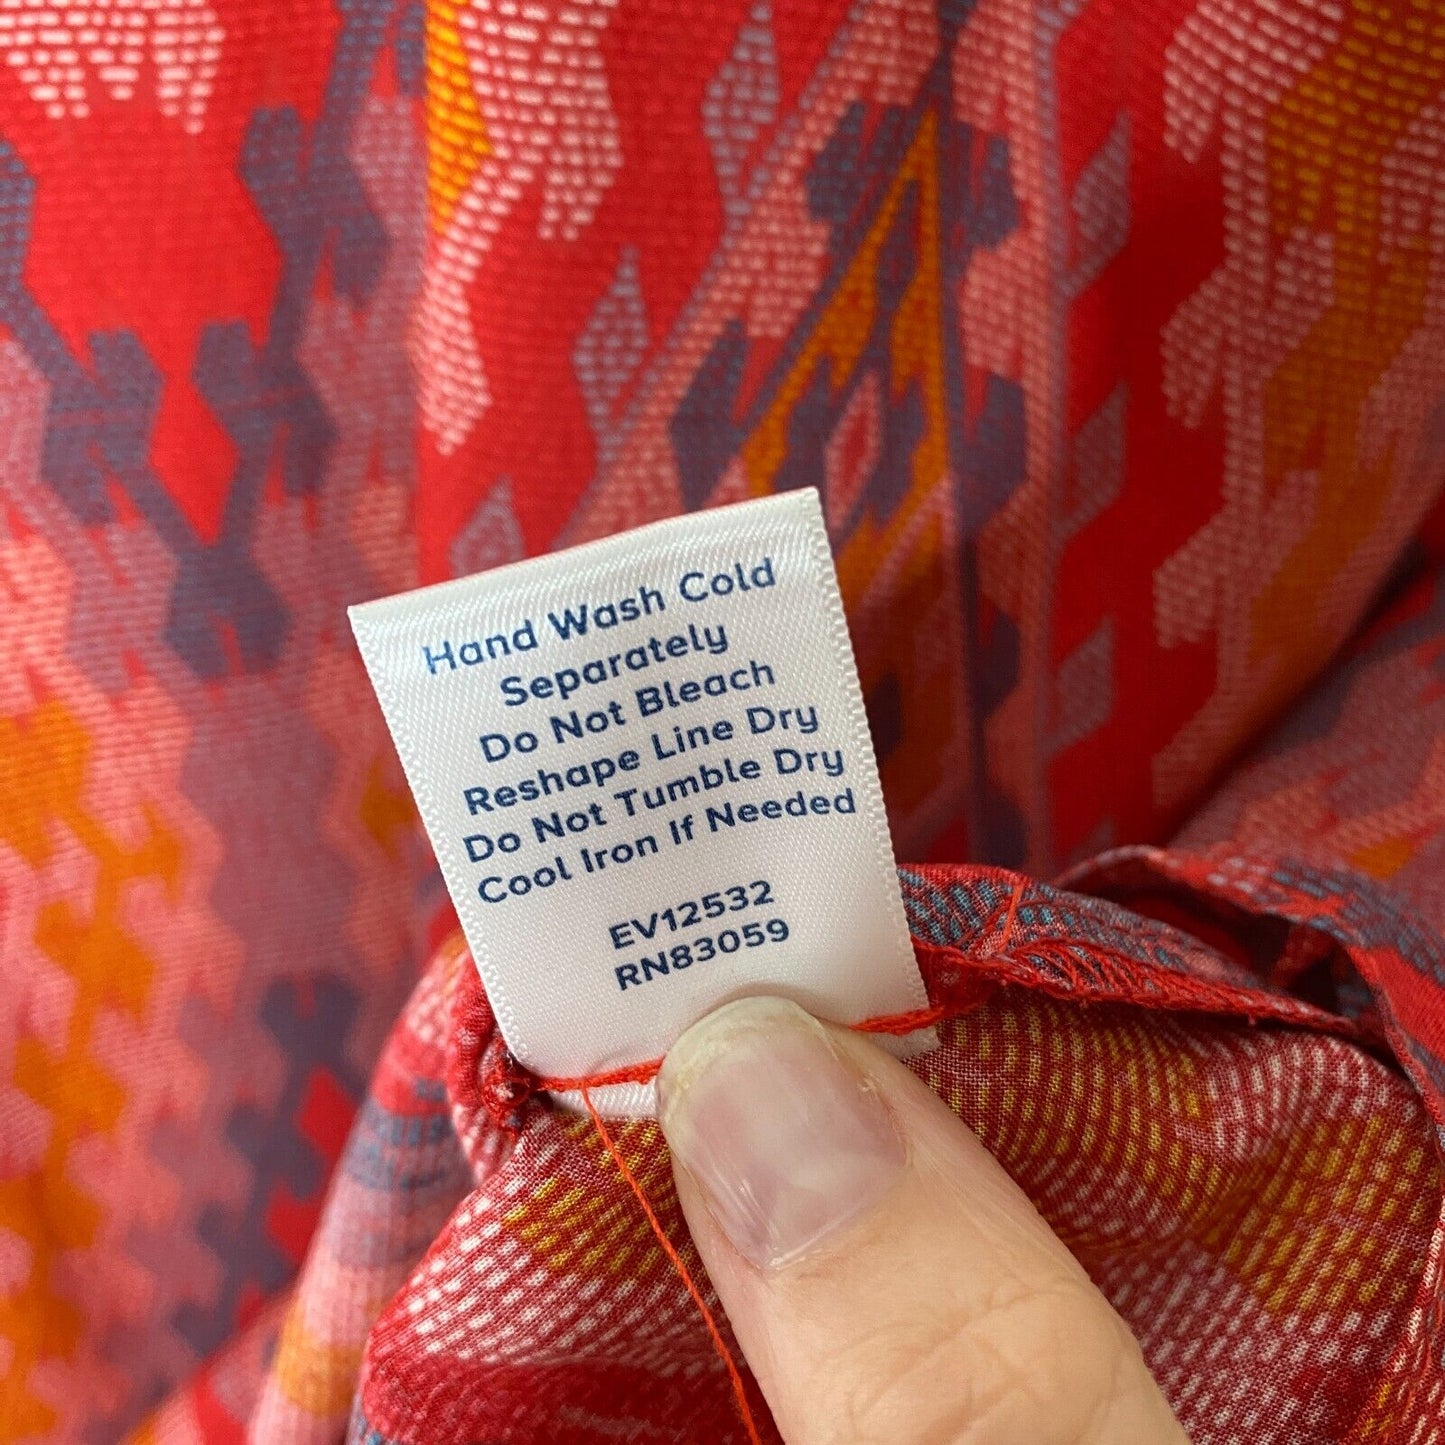 Hand Wash Cold
Separately
Do Not Bleach
Reshape Line Dry
Do Not Tumble Dry
Cool Iron If Needed
EV12532
RN83059